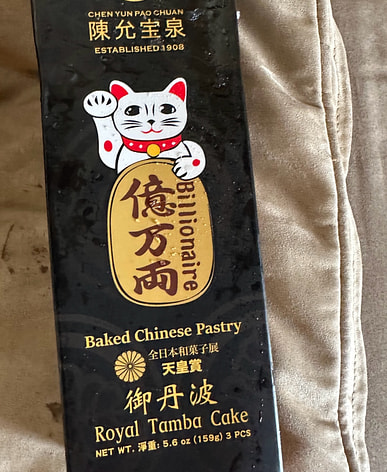 CHEN YUN PAO CHUAN
陳允宝泉
ESTABLISHED 1908
億万両
Billionaire
Baked Chinese Pastry
全日本和菓子展
天皇賞
御丹波
Royal Tamba Cake
NET WT. 淨重: 5.6 oz (159g) 3 PCS